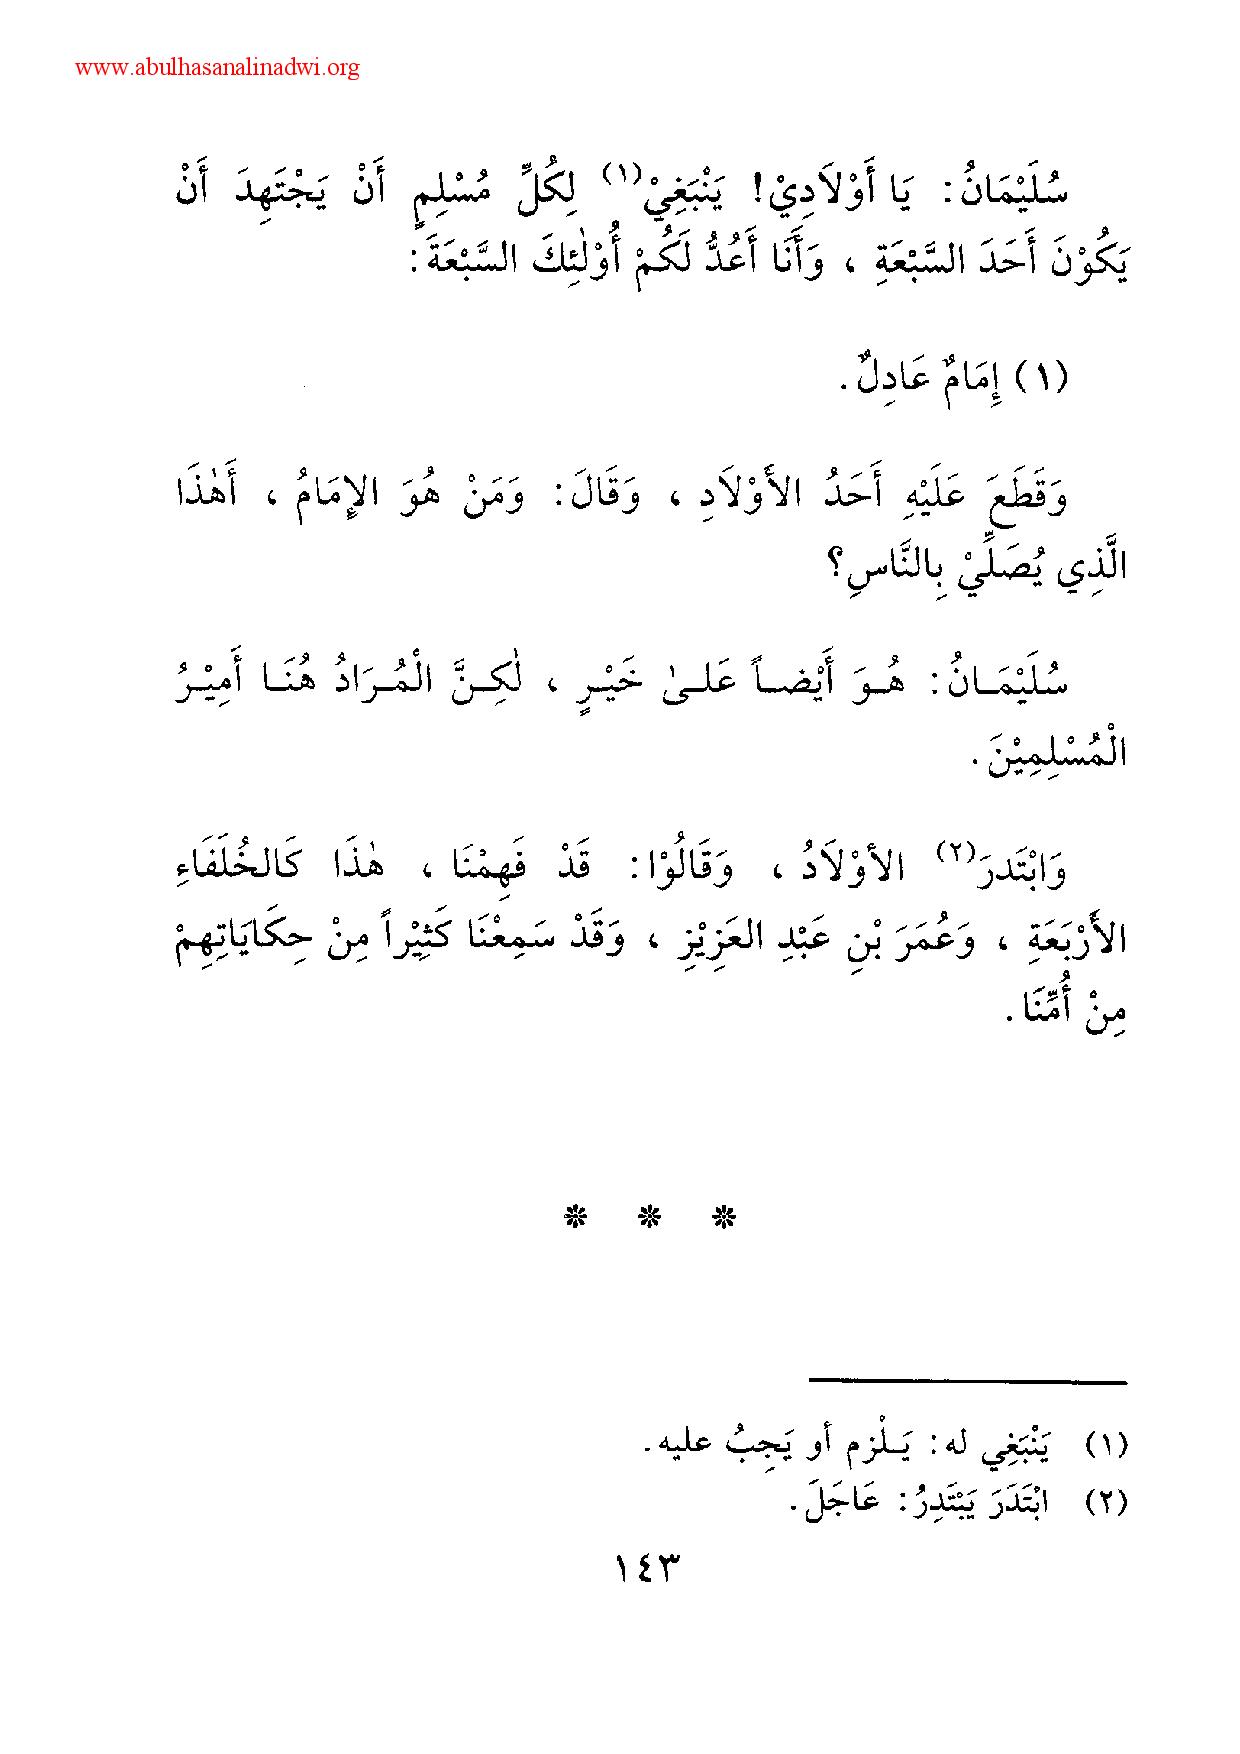 www.abulhasanalinadwi.org
سُلَيْمَانُ: يَا أَوْلَادِيْ! يَنْبَغِيْ(١) لِكُلِّ مُسْلِمٍ أَنْ يَجْتَهِدَ أَنْ
يَكُوْنَ أَحَدَ السَّبْعَةِ ، وَأَنَا أَعُدُّ لَكُمْ أُوْلٰئِكَ السَّبْعَةَ:
(١) إِمَامٌ عَادِلٌ.
وَقَطَعَ عَلَيْهِ أَحَدُ الأَوْلَادِ ، وَقَالَ: وَمَنْ هُوَ الإِمَامُ ، أَهٰذَا
الَّذِي يُصَلِّيْ بِالنَّاسِ؟
سُلَيْمَانُ: هُوَ أَيْضاً عَلىٰ خَيْرٍ ، لٰكِنَّ الْمُرَادُ هُنَا أَمِيْرُ
الْمُسْلِمِيْنَ.
وَابْتَدرَ(٢) الأَوْلَادُ ، وَقَالُوْا: قَدْ فَهِمْنَا ، هٰذَا كَالخُلَفَاءِ
الأَرْبَعَةِ ، وَعُمَرَ بْنِ عَبْدِ العَزِيْزِ ، وَقَدْ سَمِعْنَا كَثِيْراً مِنْ حِكَايَاتِهِمْ
مِنْ أُمِّنَا.
* * *
(١) يَنْبَغِي له: يَلْزم أو يَجِبُ عليه.
(٢) ابْتَدَرَ يَبْتَدِرُ: عَاجَلَ.
١٤٣